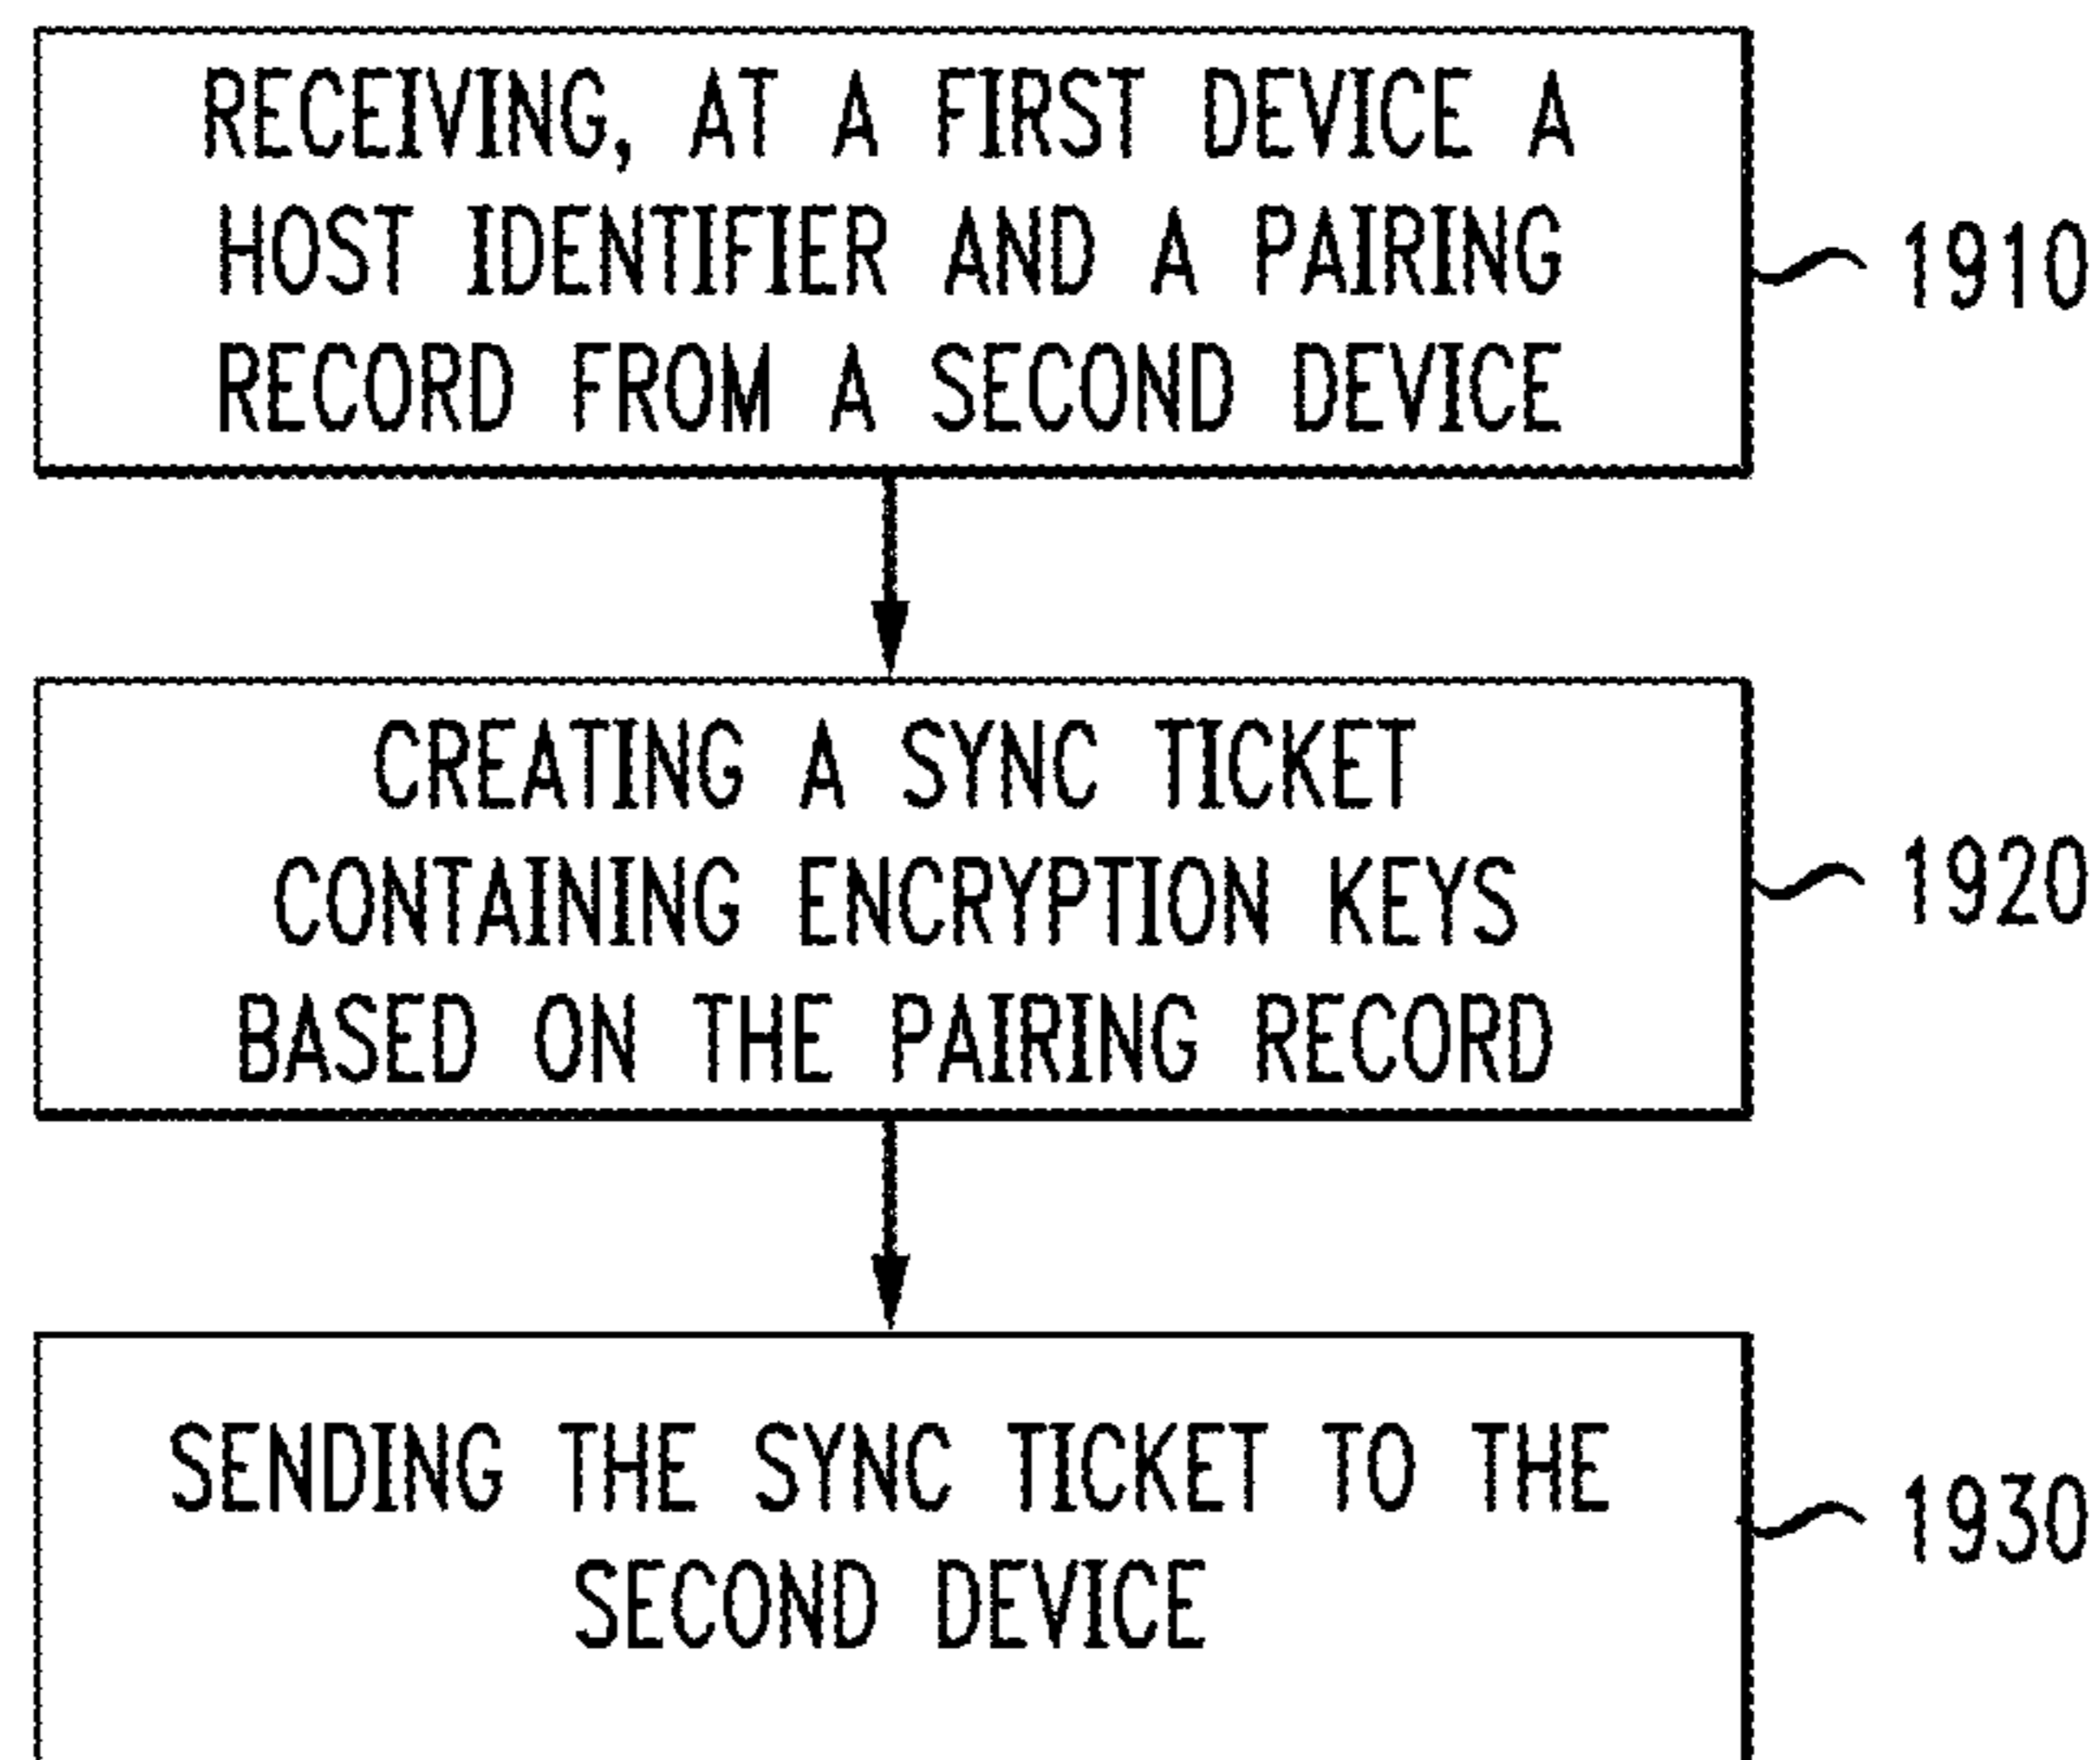 RECEIVING, AT A FIRST DEVICE A
HOST IDENTIFIER AND A PAIRING
RECORD FROM A SECOND DEVICE
1910
CREATING A SYNC TICKET
CONTAINING ENCRYPTION KEYS
BASED ON THE PAIRING RECORD
1920
SENDING THE SYNC TICKET TO THE
SECOND DEVICE
1930